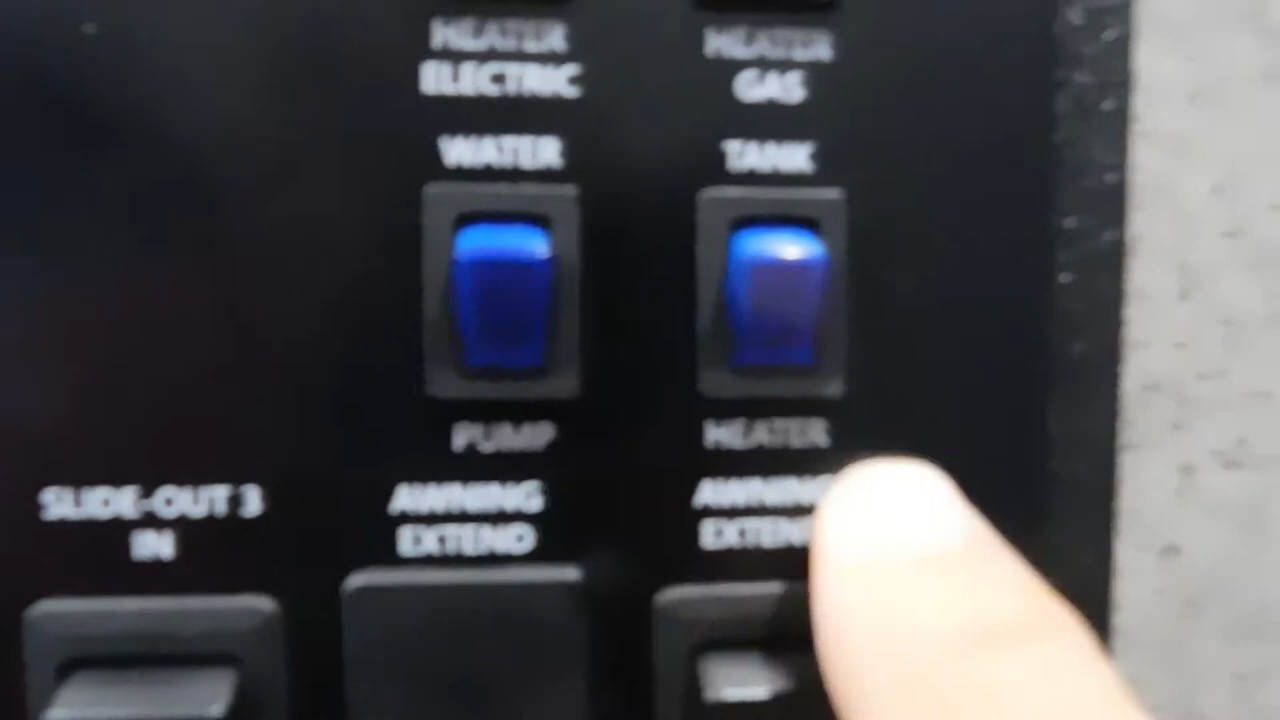 HEATER
ELECTRIC
HEATER
GAS
WATER
TANK
PUMP
HEATER
SLIDE-OUT 3
IN
AWNING
EXTEND
AWNING
EXTEND